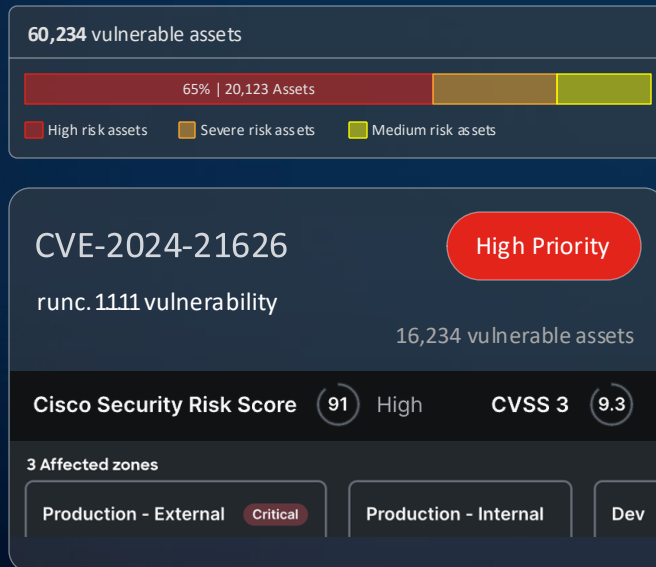 60,234 vulnerable assets
65% | 20,123 Assets
High risk assets Severe risk assets Medium risk assets
CVE-2024-21626 High Priority
runc. 1111 vulnerability
16,234 vulnerable assets
Cisco Security Risk Score 91 High CVSS 3 9.3
3 Affected zones
Production - External Critical Production - Internal Dev